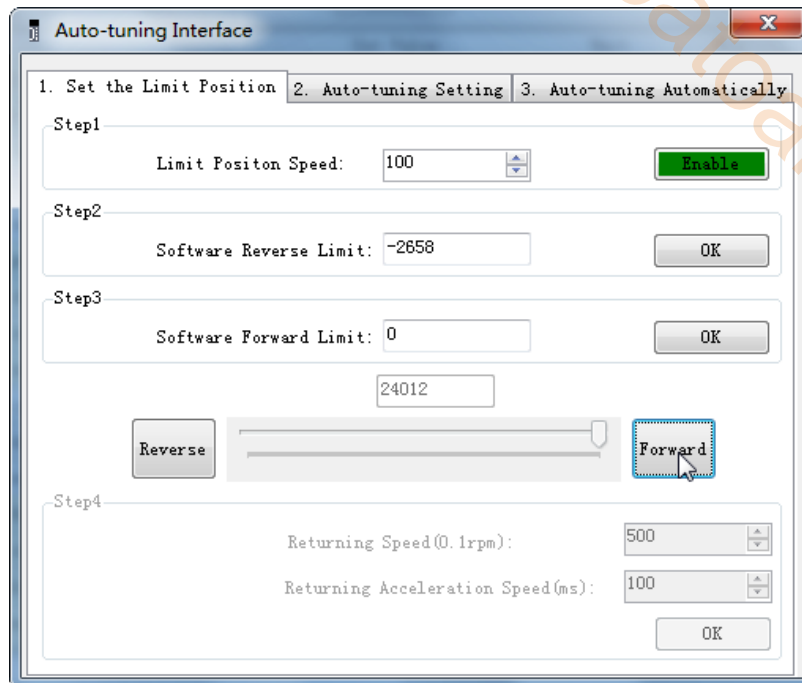 Auto-tuning Interface
1. Set the Limit Position 2. Auto-tuning Setting 3. Auto-tuning Automatically
Step1
Limit Positon Speed: 100 Enable
Step2
Software Reverse Limit: -2658 OK
Step3
Software Forward Limit: 0 OK
24012
Reverse Forward
Step4
Returning Speed(0.1rpm): 500
Returning Acceleration Speed(ms): 100
OK